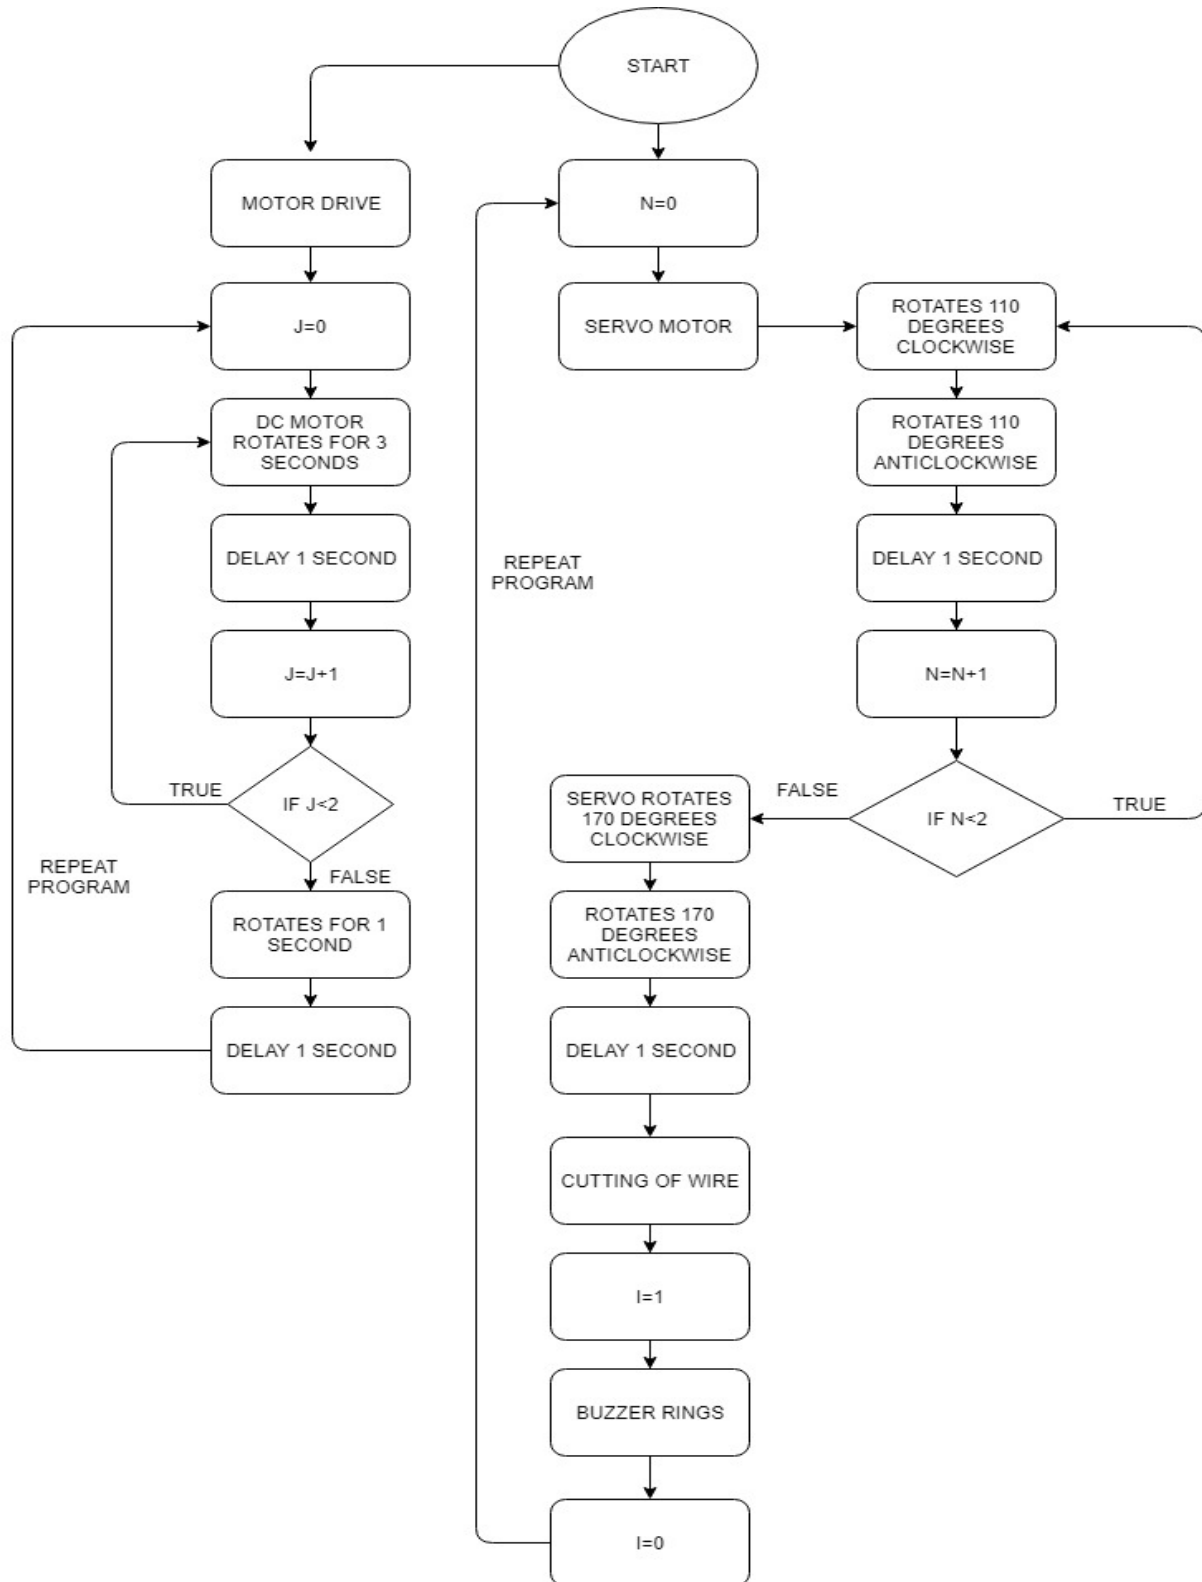 START
MOTOR DRIVE
J=0
DC MOTOR
ROTATES FOR 3
SECONDS
DELAY 1 SECOND
J=J+1
IF J<2
TRUE
FALSE
REPEAT
PROGRAM
ROTATES FOR 1
SECOND
DELAY 1 SECOND
N=0
SERVO MOTOR
ROTATES 110
DEGREES
CLOCKWISE
ROTATES 110
DEGREES
ANTICLOCKWISE
DELAY 1 SECOND
N=N+1
IF N<2
TRUE
FALSE
REPEAT
PROGRAM
SERVO ROTATES
170 DEGREES
CLOCKWISE
ROTATES 170
DEGREES
ANTICLOCKWISE
DELAY 1 SECOND
CUTTING OF WIRE
I=1
BUZZER RINGS
I=0